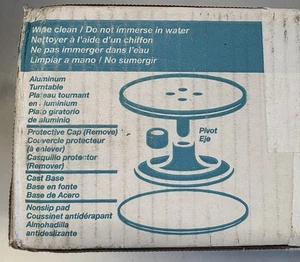 Wipe clean / Do not immerse in water
Nettoyer à l'aide d'un chiffon
Ne pas immerger dans l'eau
Limpiar a mano / No sumergir
Aluminum
Turntable
Plateau tournant
en aluminium
Plato giratorio
de aluminio
Protective Cap (Remove)
Couvercle protecteur
(à enlever)
Casquillo protector
(Remover)
Pivot
Eje
Cast Base
Base en fonte
Base de Acero
Nonslip pad
Coussinet antidérapant
Almohadilla
antideslizante